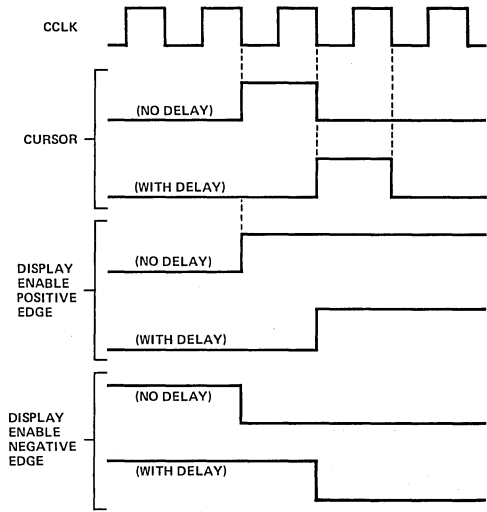 CCLK
(NO DELAY)
CURSOR
(WITH DELAY)
(NO DELAY)
DISPLAY
ENABLE
POSITIVE
EDGE
(WITH DELAY)
(NO DELAY)
DISPLAY
ENABLE
NEGATIVE
EDGE
(WITH DELAY)